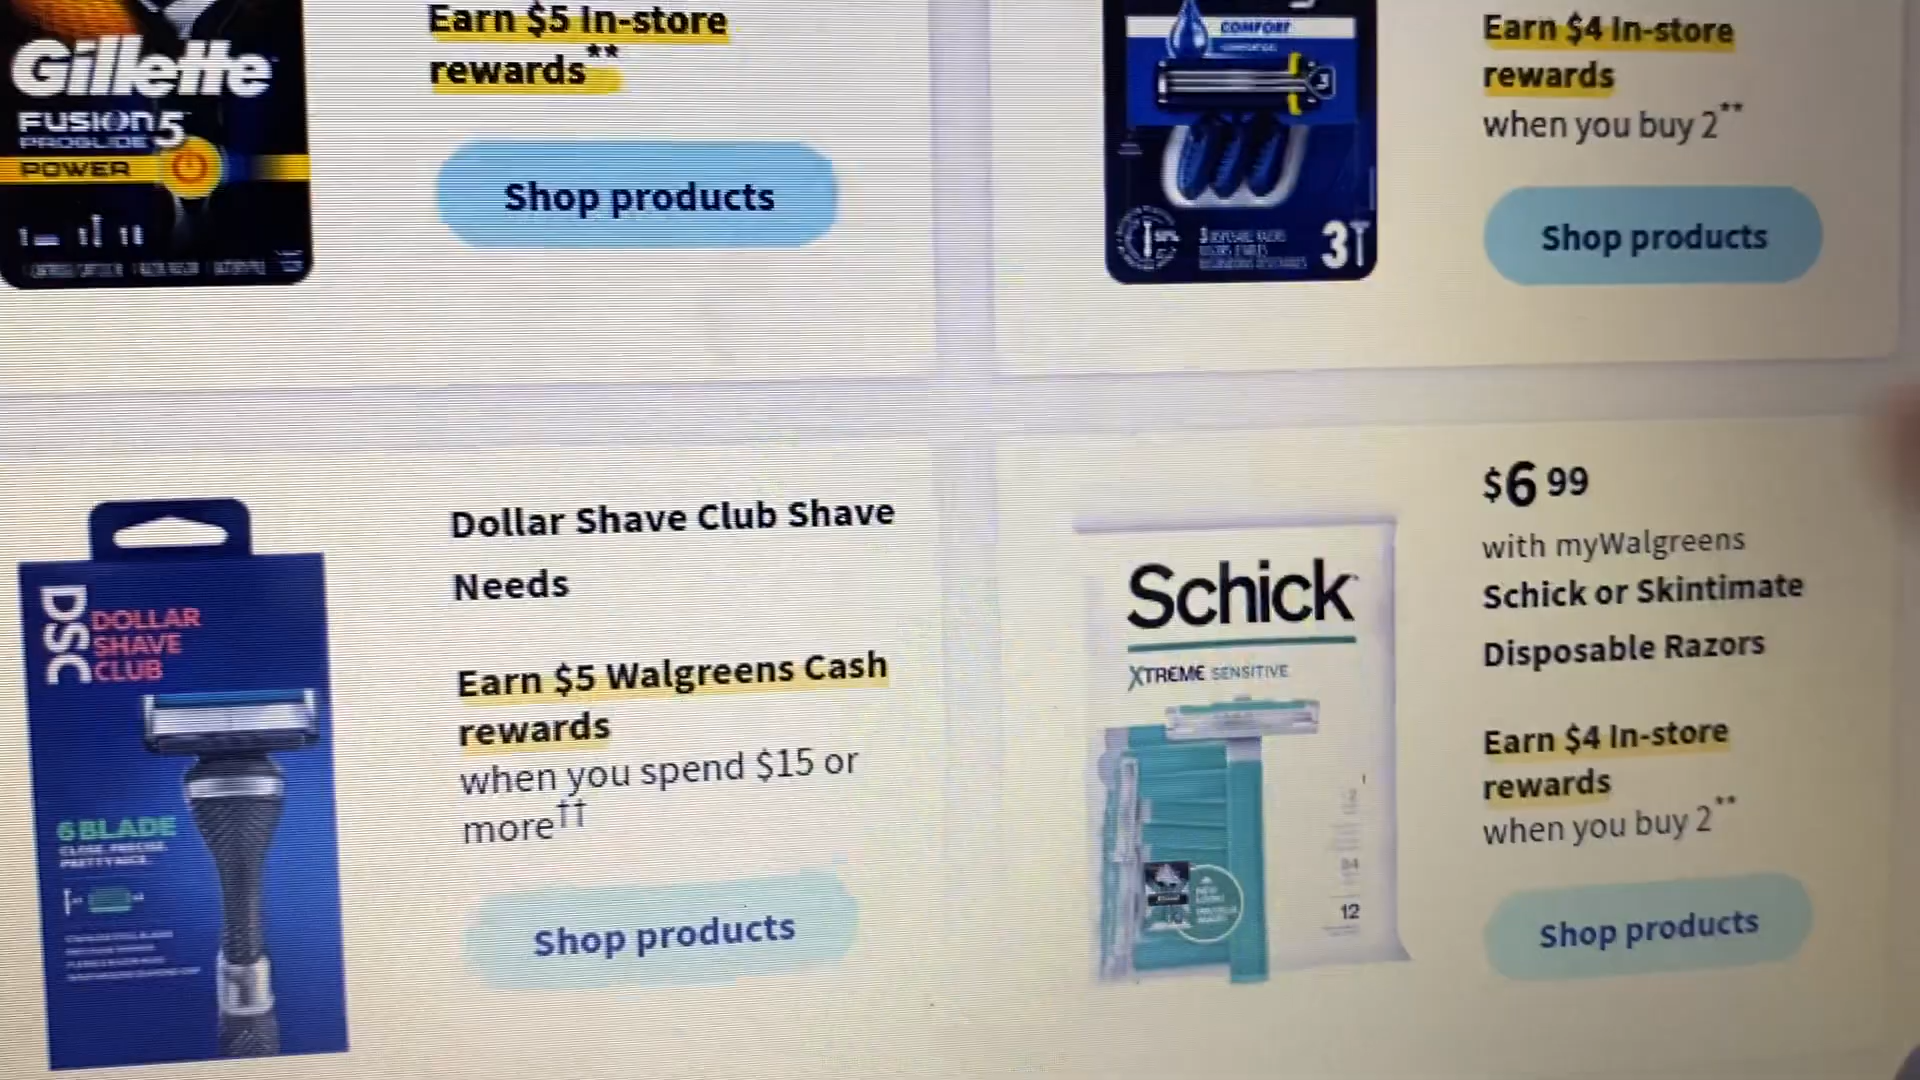 Gillette
FUSION5
PROGLIDE
POWER
Earn $5 In-store
rewards**
Shop products
COMFORT
3
Earn $4 In-store
rewards
when you buy 2**
Shop products
DSC
DOLLAR
SHAVE
CLUB
6 BLADE
Dollar Shave Club Shave
Needs
Earn $5 Walgreens Cash
rewards
when you spend $15 or
more††
Shop products
Schick
XTREME SENSITIVE
12
$6 99
with myWalgreens
Schick or Skintimate
Disposable Razors
Earn $4 In-store
rewards
when you buy 2**
Shop products